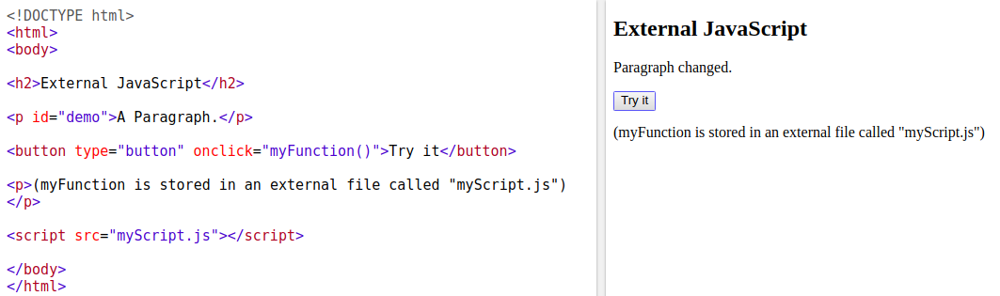 <!DOCTYPE html>
<html>
<body>
<h2>External JavaScript</h2>
<p id="demo">A Paragraph.</p>
<button type="button" onclick="myFunction()">Try it</button>
<p>(myFunction is stored in an external file called "myScript.js")
</p>
<script src="myScript.js"></script>
</body>
</html>
External JavaScript
Paragraph changed.
Try it
(myFunction is stored in an external file called "myScript.js")